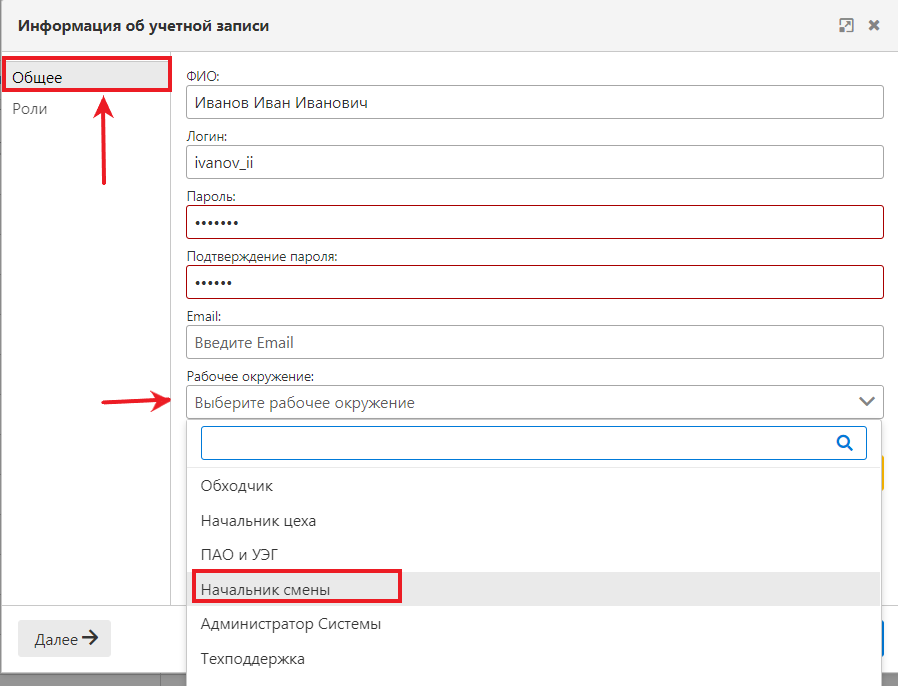 Информация об учетной записи
Общее
Роли
ФИО:
Иванов Иван Иванович
Логин:
ivanov_ii
Пароль:
•••••••
Подтверждение пароля:
••••••
Email:
Введите Email
Рабочее окружение:
Выберите рабочее окружение
Обходчик
Начальник цеха
ПАО и УЭГ
Начальник смены
Администратор Системы
Техподдержка
Далее